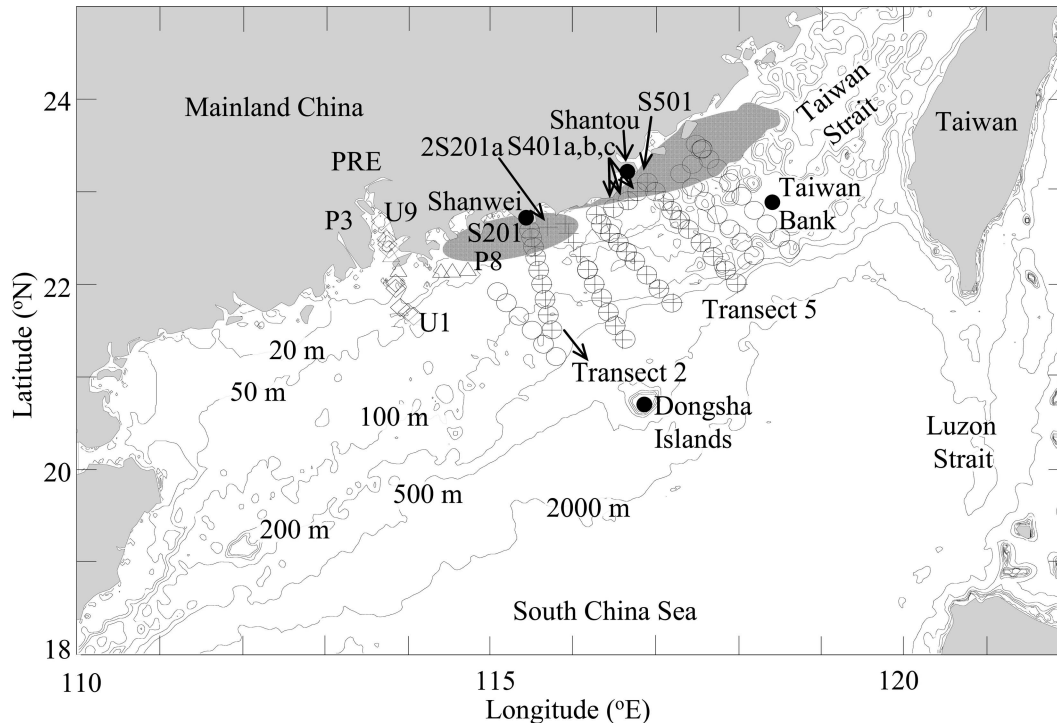 Mainland China
24
22
20
18
Latitude (ºN)
PRE
P3
U9
U1
P8
Shanwei
S201
2S201a
S401a,b,c
Shantou
S501
Taiwan
Strait
Taiwan
Taiwan
Bank
Transect 5
Transect 2
Dongsha
Islands
Luzon
Strait
20 m
50 m
100 m
200 m
500 m
2000 m
South China Sea
110
115
120
Longitude (ºE)